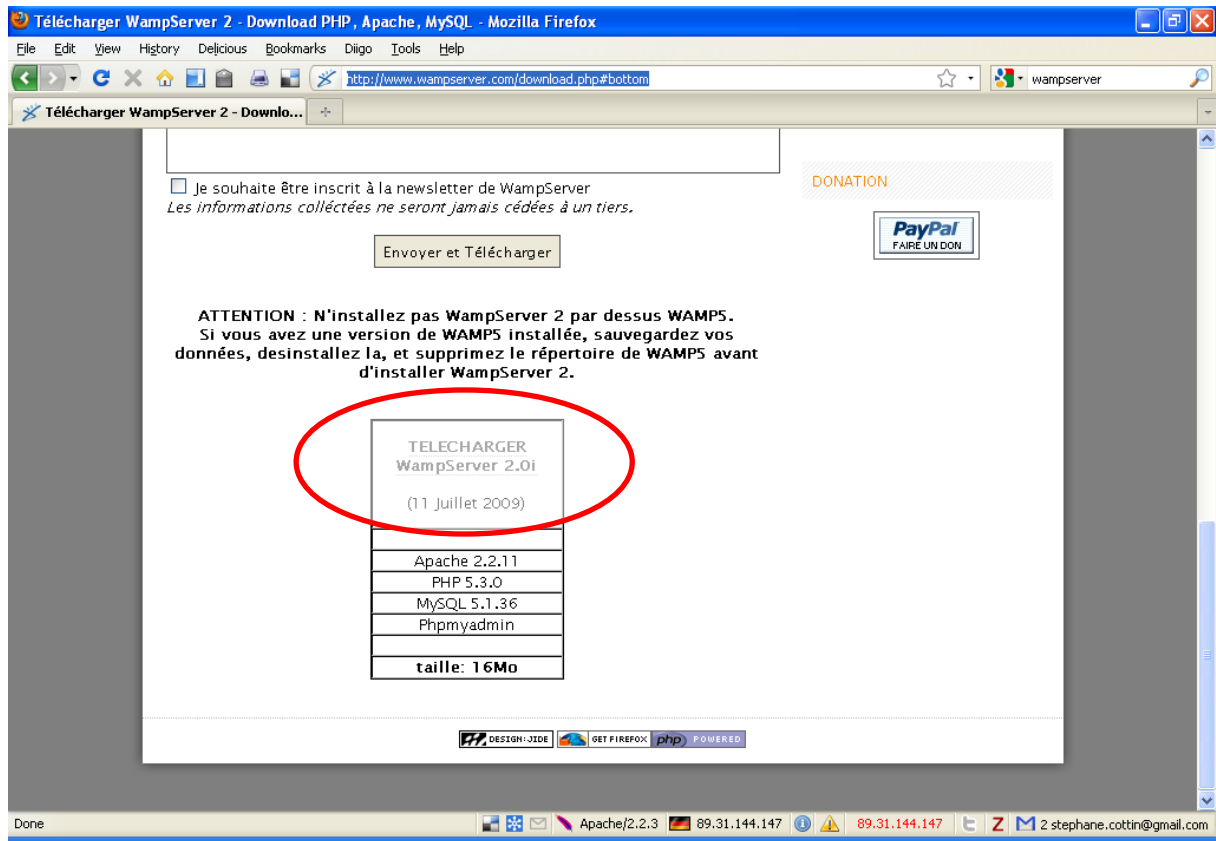 Télécharger WampServer 2 - Download PHP, Apache, MySQL - Mozilla Firefox
File Edit View History Delicious Bookmarks Diigo Tools Help
http://www.wampserver.com/download.php#bottom
wampserver
Télécharger WampServer 2 - Downlo...
Je souhaite être inscrit à la newsletter de WampServer
Les informations colléctées ne seront jamais cédées à un tiers.
Envoyer et Télécharger
DONATION
PayPal
FAIRE UN DON
ATTENTION : N'installez pas WampServer 2 par dessus WAMP5.
Si vous avez une version de WAMP5 installée, sauvegardez vos
données, desinstallez la, et supprimez le répertoire de WAMP5 avant
d'installer WampServer 2.
TELECHARGER
WampServer 2.0i
(11 Juillet 2009)
Apache 2.2.11
PHP 5.3.0
MySQL 5.1.36
Phpmyadmin
taille: 16Mo
DESIGN:JIDE GET FIREFOX php POWERED
Done Apache/2.2.3 89.31.144.147 89.31.144.147 Z 2 stephane.cottin@gmail.com